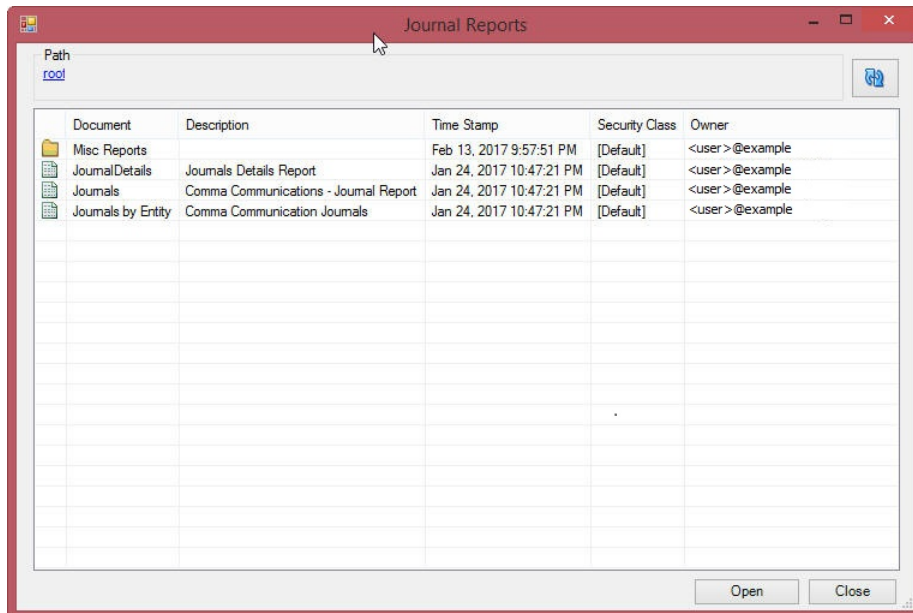 Journal Reports
Path
root
Document Description Time Stamp Security Class Owner
Misc Reports Feb 13, 2017 9:57:51 PM [Default] <user>@example
JournalDetails Journals Details Report Jan 24, 2017 10:47:21 PM [Default] <user>@example
Journals Comma Communications - Journal Report Jan 24, 2017 10:47:21 PM [Default] <user>@example
Journals by Entity Comma Communication Journals Jan 24, 2017 10:47:21 PM [Default] <user>@example
Open Close